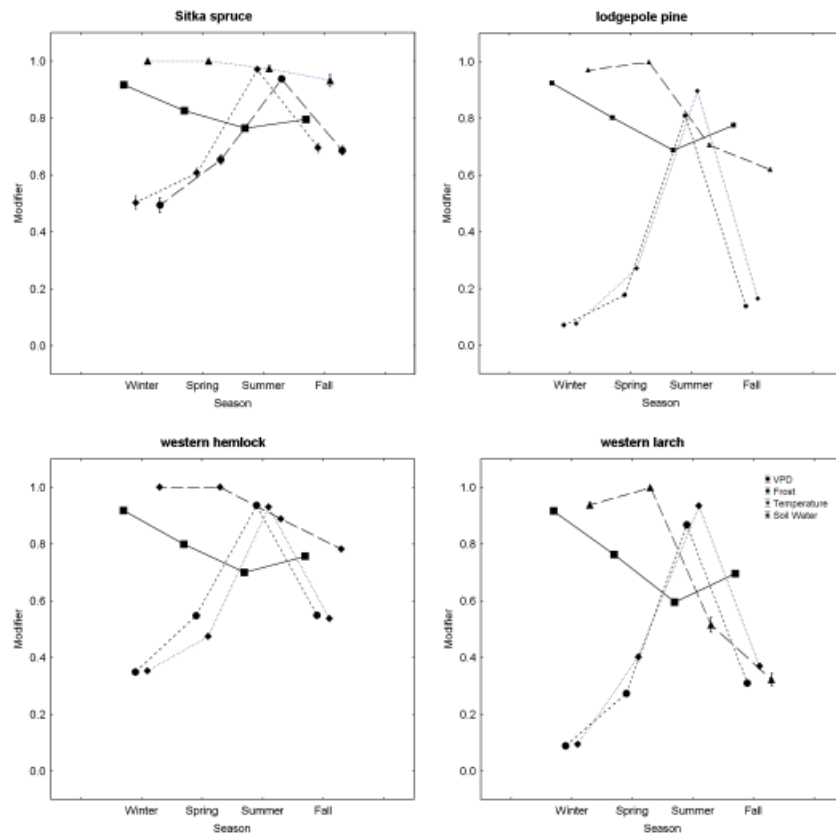 Sitka spruce
1.0
0.8
0.6
0.4
0.2
0.0
Modifier
Winter Spring Summer Fall
Season
lodgepole pine
1.0
0.8
0.6
0.4
0.2
0.0
Modifier
Winter Spring Summer Fall
Season
western hemlock
1.0
0.8
0.6
0.4
0.2
0.0
Modifier
Winter Spring Summer Fall
Season
western larch
VPD
Frost
Temperature
Soil Water
1.0
0.8
0.6
0.4
0.2
0.0
Modifier
Winter Spring Summer Fall
Season